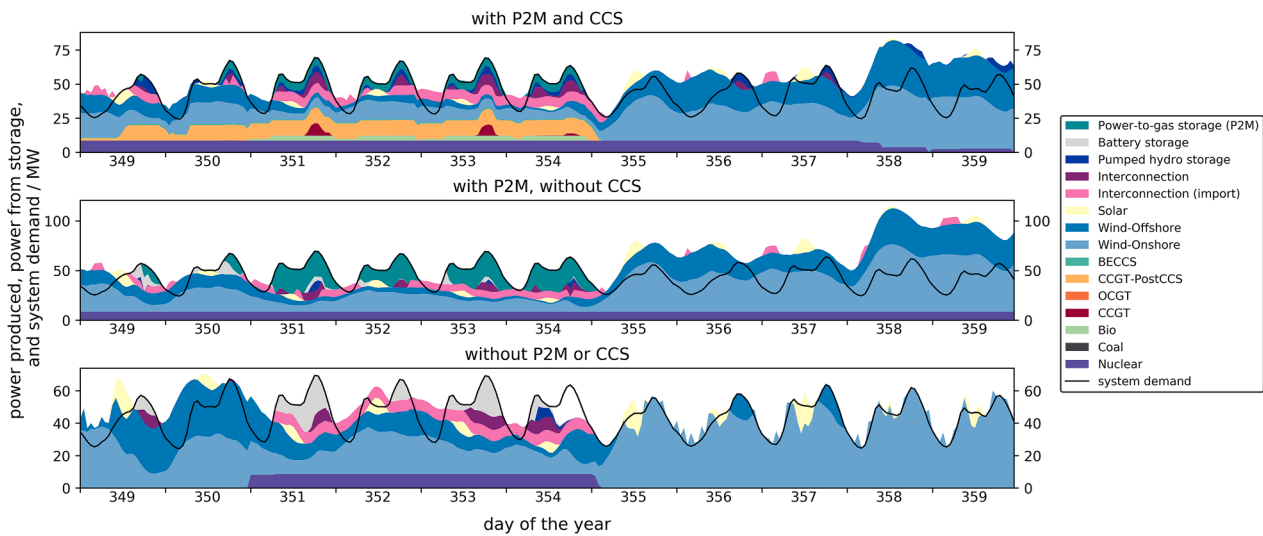 with P2M and CCS
75 50 25 0
75 50 25 0
349 350 351 352 353 354 355 356 357 358 359
with P2M, without CCS
100 50 0
100 50 0
349 350 351 352 353 354 355 356 357 358 359
without P2M or CCS
60 40 20 0
60 40 20 0
349 350 351 352 353 354 355 356 357 358 359
day of the year
power produced, power from storage,
and system demand / MW
Power-to-gas storage (P2M)
Battery storage
Pumped hydro storage
Interconnection
Interconnection (import)
Solar
Wind-Offshore
Wind-Onshore
BECCS
CCGT-PostCCS
OCGT
CCGT
Bio
Coal
Nuclear
system demand